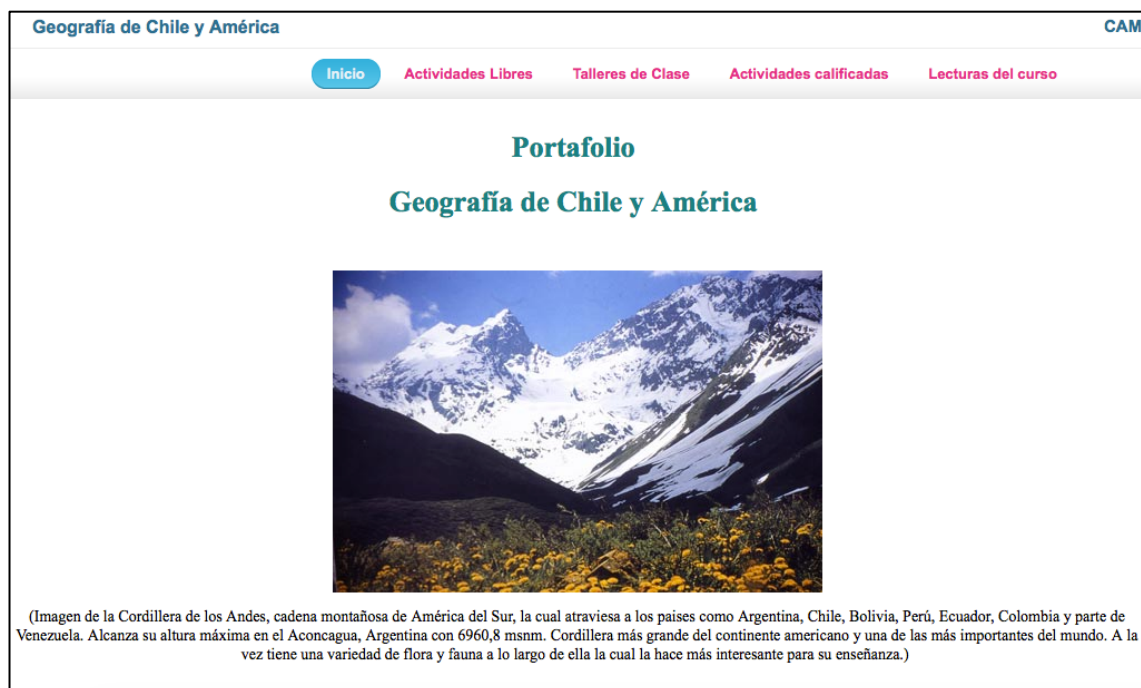 Geografía de Chile y América
CAM
Inicio
Actividades Libres
Talleres de Clase
Actividades calificadas
Lecturas del curso
Portafolio
Geografía de Chile y América
(Imagen de la Cordillera de los Andes, cadena montañosa de América del Sur, la cual atraviesa a los paises como Argentina, Chile, Bolivia, Perú, Ecuador, Colombia y parte de
Venezuela. Alcanza su altura máxima en el Aconcagua, Argentina con 6960,8 msnm. Cordillera más grande del continente americano y una de las más importantes del mundo. A la
vez tiene una variedad de flora y fauna a lo largo de ella la cual la hace más interesante para su enseñanza.)